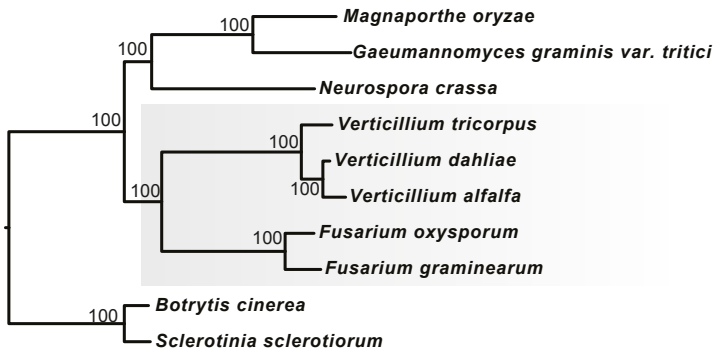 Magnaporthe oryzae
100
Gaeumannomyces graminis var. tritici
100
Neurospora crassa
100
Verticillium tricorpus
100
Verticillium dahliae
100
Verticillium alfalfa
100
Fusarium oxysporum
100
Fusarium graminearum
Botrytis cinerea
100
Sclerotinia sclerotiorum